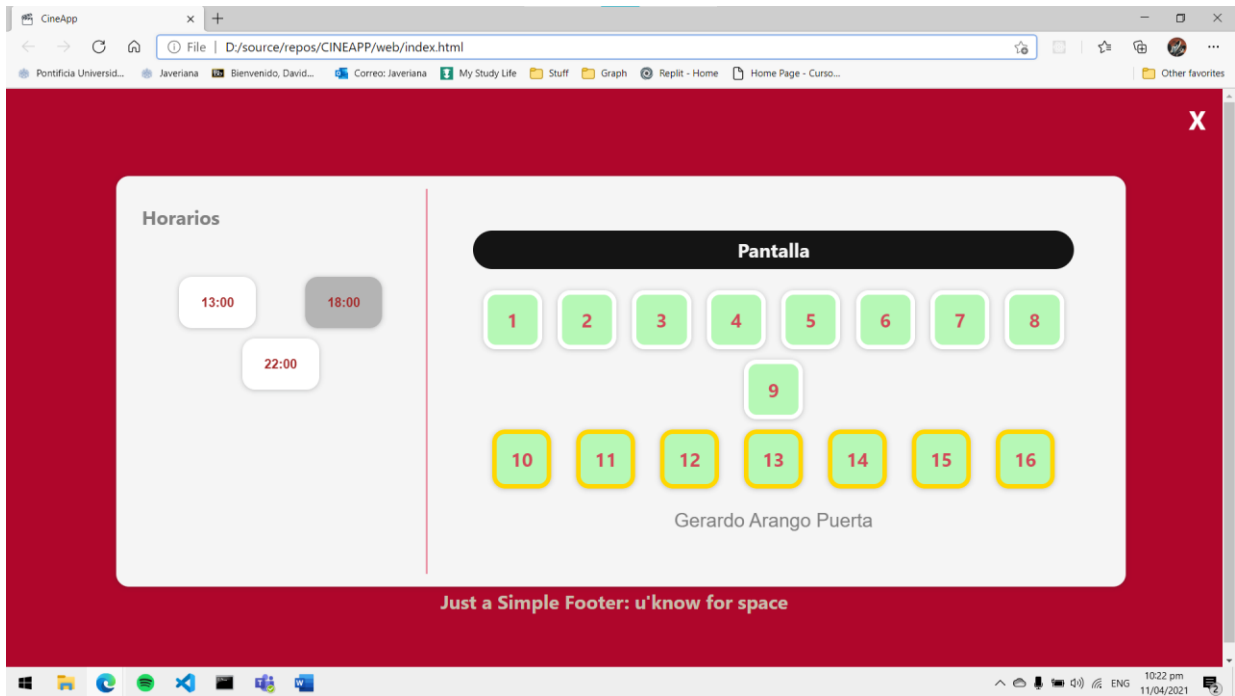 CineApp
File | D:/source/repos/CINEAPP/web/index.html
Pontificia Universid... Javeriana Bienvenido, David... Correo: Javeriana My Study Life Stuff Graph Replit - Home Home Page - Curso... Other favorites
X
Horarios
13:00 18:00
22:00
Pantalla
1 2 3 4 5 6 7 8
9
10 11 12 13 14 15 16
Gerardo Arango Puerta
Just a Simple Footer: u'know for space
ENG
10:22 pm
11/04/2021